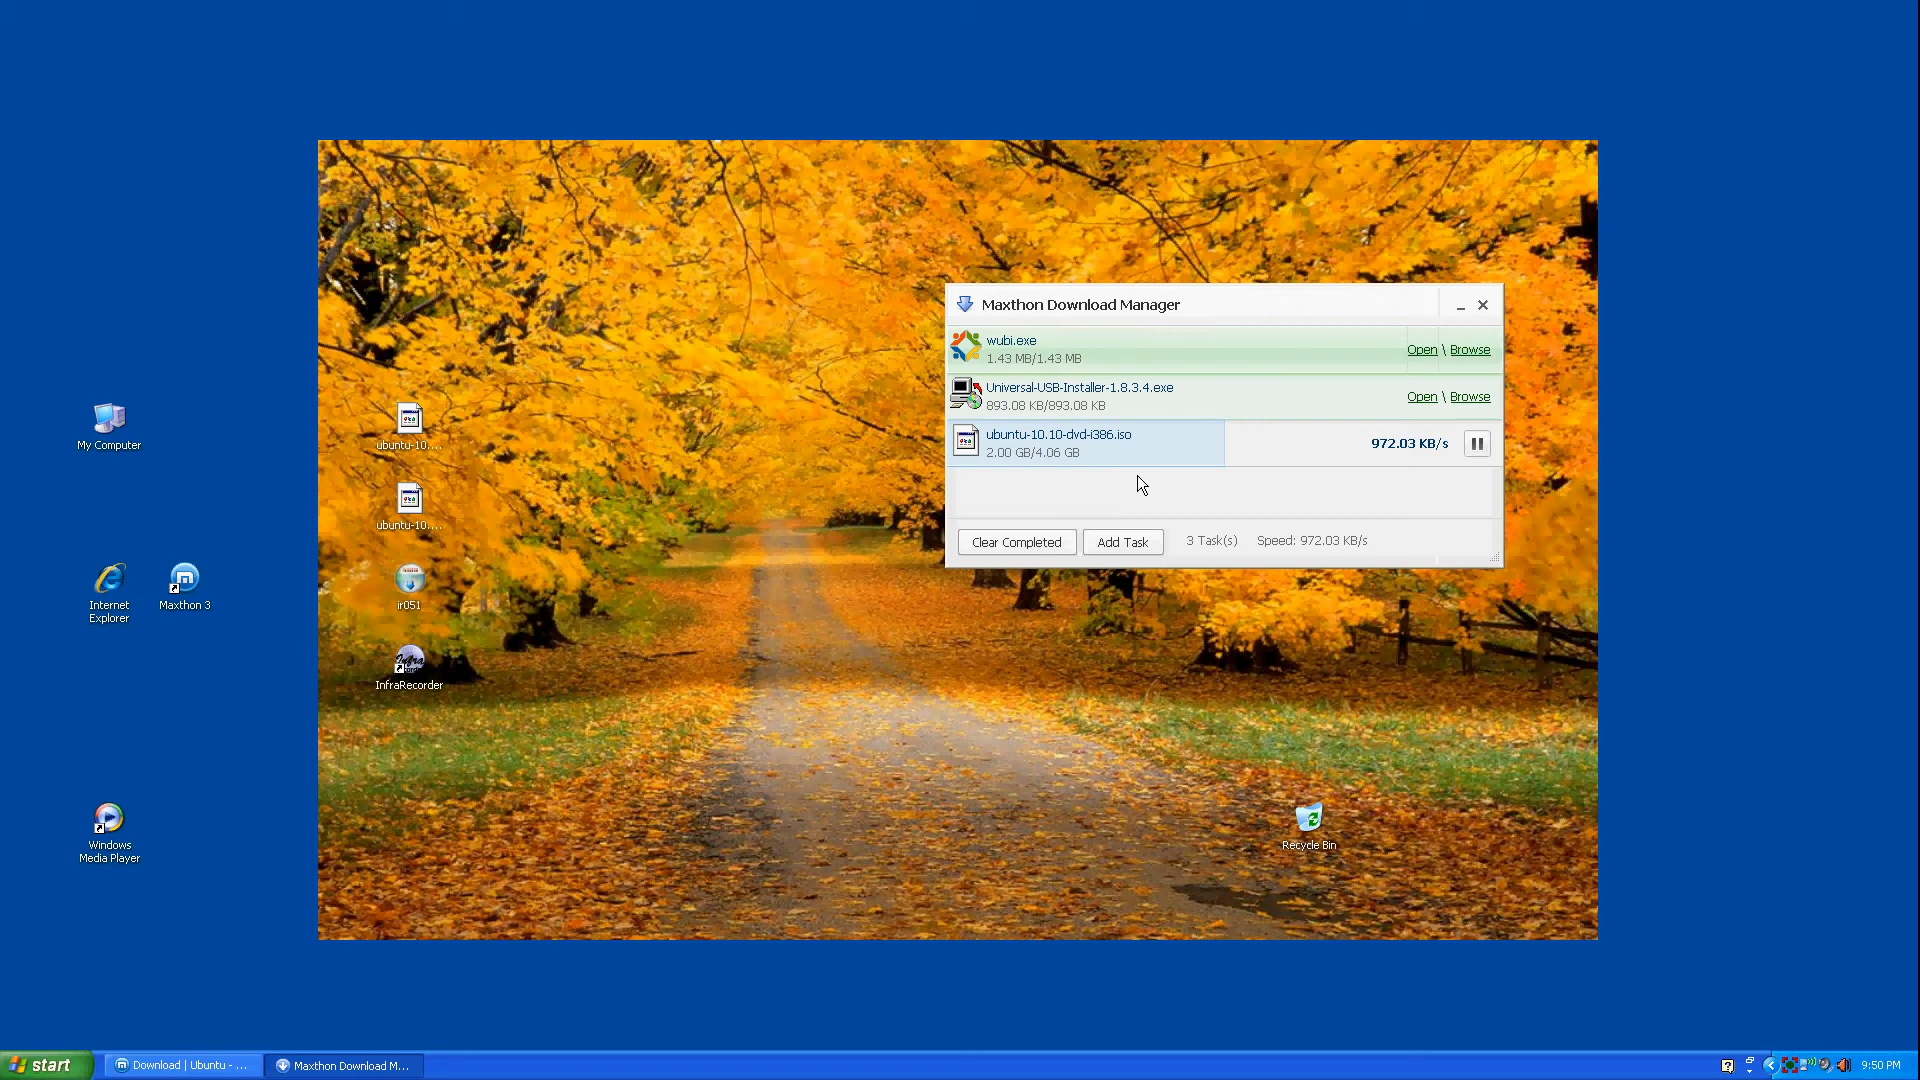 Maxthon Download Manager
wubi.exe
1.43 MB/1.43 MB
Open \ Browse
Universal-USB-Installer-1.8.3.4.exe
893.08 KB/893.08 KB
Open \ Browse
ubuntu-10.10-dvd-i386.iso
2.00 GB/4.06 GB
972.03 KB/s
Clear Completed
Add Task
3 Task(s)
Speed: 972.03 KB/s
My Computer
ubuntu-10....
ubuntu-10....
Internet
Explorer
Maxthon 3
ir051
InfraRecorder
Windows
Media Player
Recycle Bin
start
Download | Ubuntu - ...
Maxthon Download M...
9:50 PM